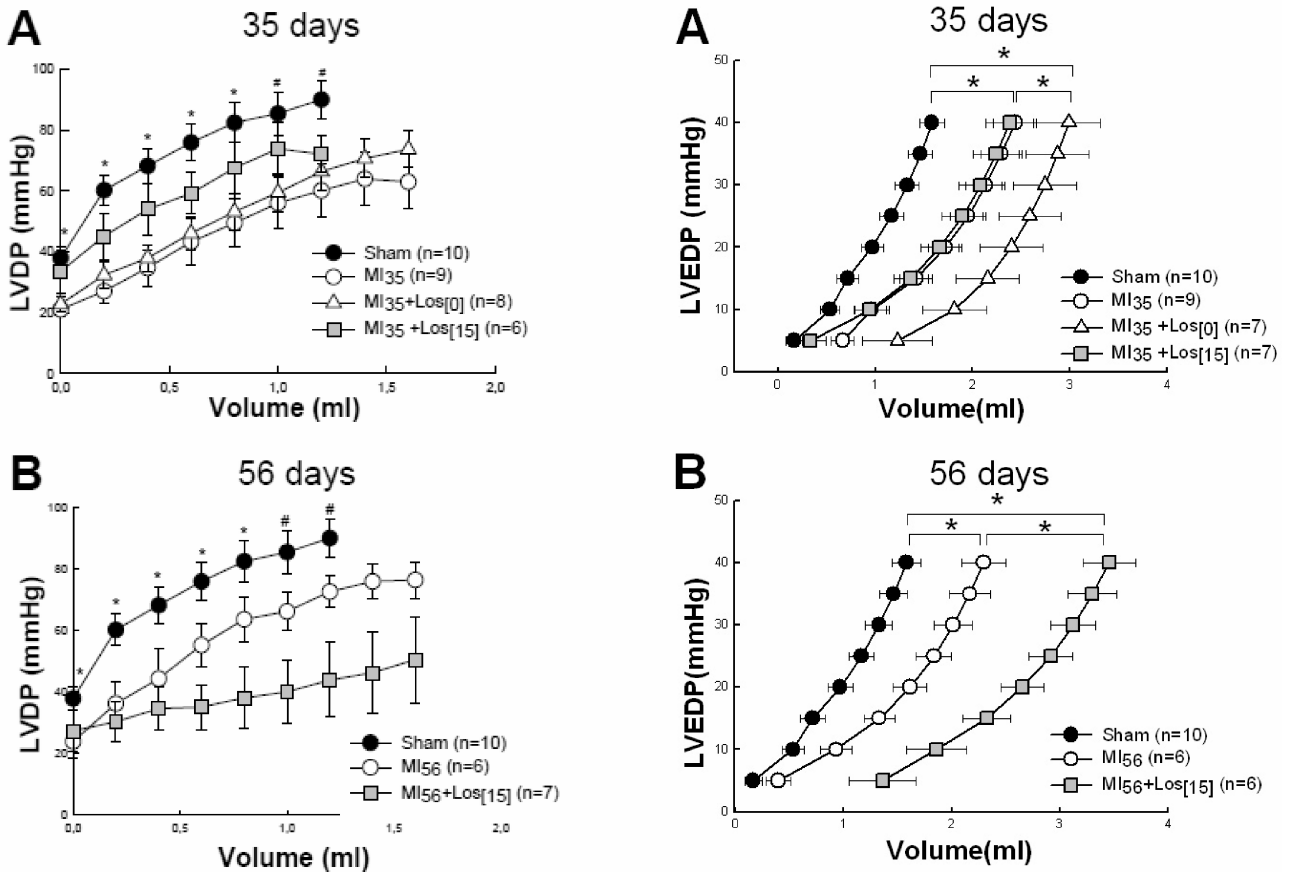 A
35 days
100
80
60
40
20
0
LVDP (mmHg)
*
*
*
*
*
#
#
Sham (n=10)
MI35 (n=9)
MI35+Los[0] (n=8)
MI35 +Los[15] (n=6)
0,0
0,5
1,0
1,5
2,0
Volume (ml)
A
35 days
50
40
30
20
10
0
LVEDP (mmHg)
*
*
*
Sham (n=10)
MI35 (n=9)
MI35 +Los[0] (n=7)
MI35 +Los[15] (n=7)
0
1
2
3
4
Volume(ml)
B
56 days
100
80
60
40
20
0
LVDP (mmHg)
*
*
*
*
*
#
#
Sham (n=10)
MI56 (n=6)
MI56+Los[15] (n=7)
0,0
0,5
1,0
1,5
2,0
Volume (ml)
B
56 days
50
40
30
20
10
0
LVEDP(mmHg)
*
*
*
Sham (n=10)
MI56 (n=6)
MI56+Los[15] (n=6)
0
1
2
3
4
Volume(ml)